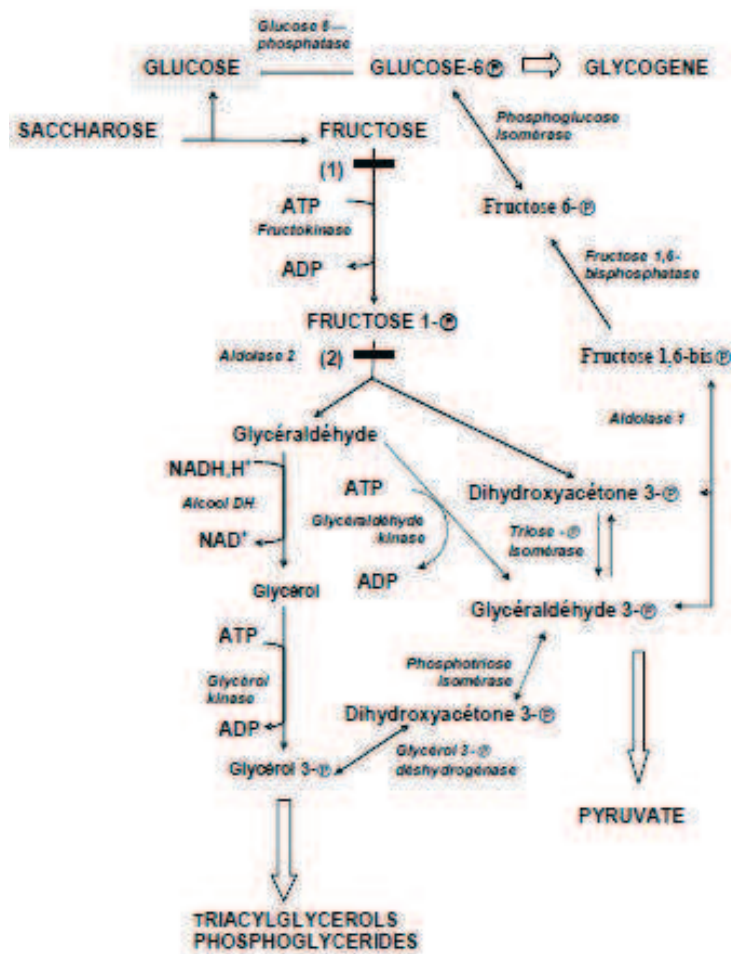 Glucose 6—
phosphatase
GLUCOSE
GLUCOSE-6Ⓟ
GLYCOGENE
SACCHAROSE
FRUCTOSE
Phosphoglucose
Isomérase
(1)
ATP
Fructokinase
ADP
Fructose 6-Ⓟ
Fructose 1,6-
bisphosphatase
FRUCTOSE 1-Ⓟ
Aldolase 2
(2)
Fructose 1,6-bisⓅ
Aldolase 1
Glycéraldéhyde
NADH,H⁺
Alcool DH
NAD⁺
ATP
Glycéraldéhyde
kinase
ADP
Dihydroxyacétone 3-Ⓟ
Triose -Ⓟ
Isomérase
Glycérol
Glycéraldéhyde 3-Ⓟ
ATP
Glycérol
kinase
ADP
Phosphotriose
Isomérase
Dihydroxyacétone 3-Ⓟ
Glycérol 3-Ⓟ
Glycérol 3-Ⓟ
déshydrogénase
PYRUVATE
TRIACYLGLYCEROLS
PHOSPHOGLYCERIDES